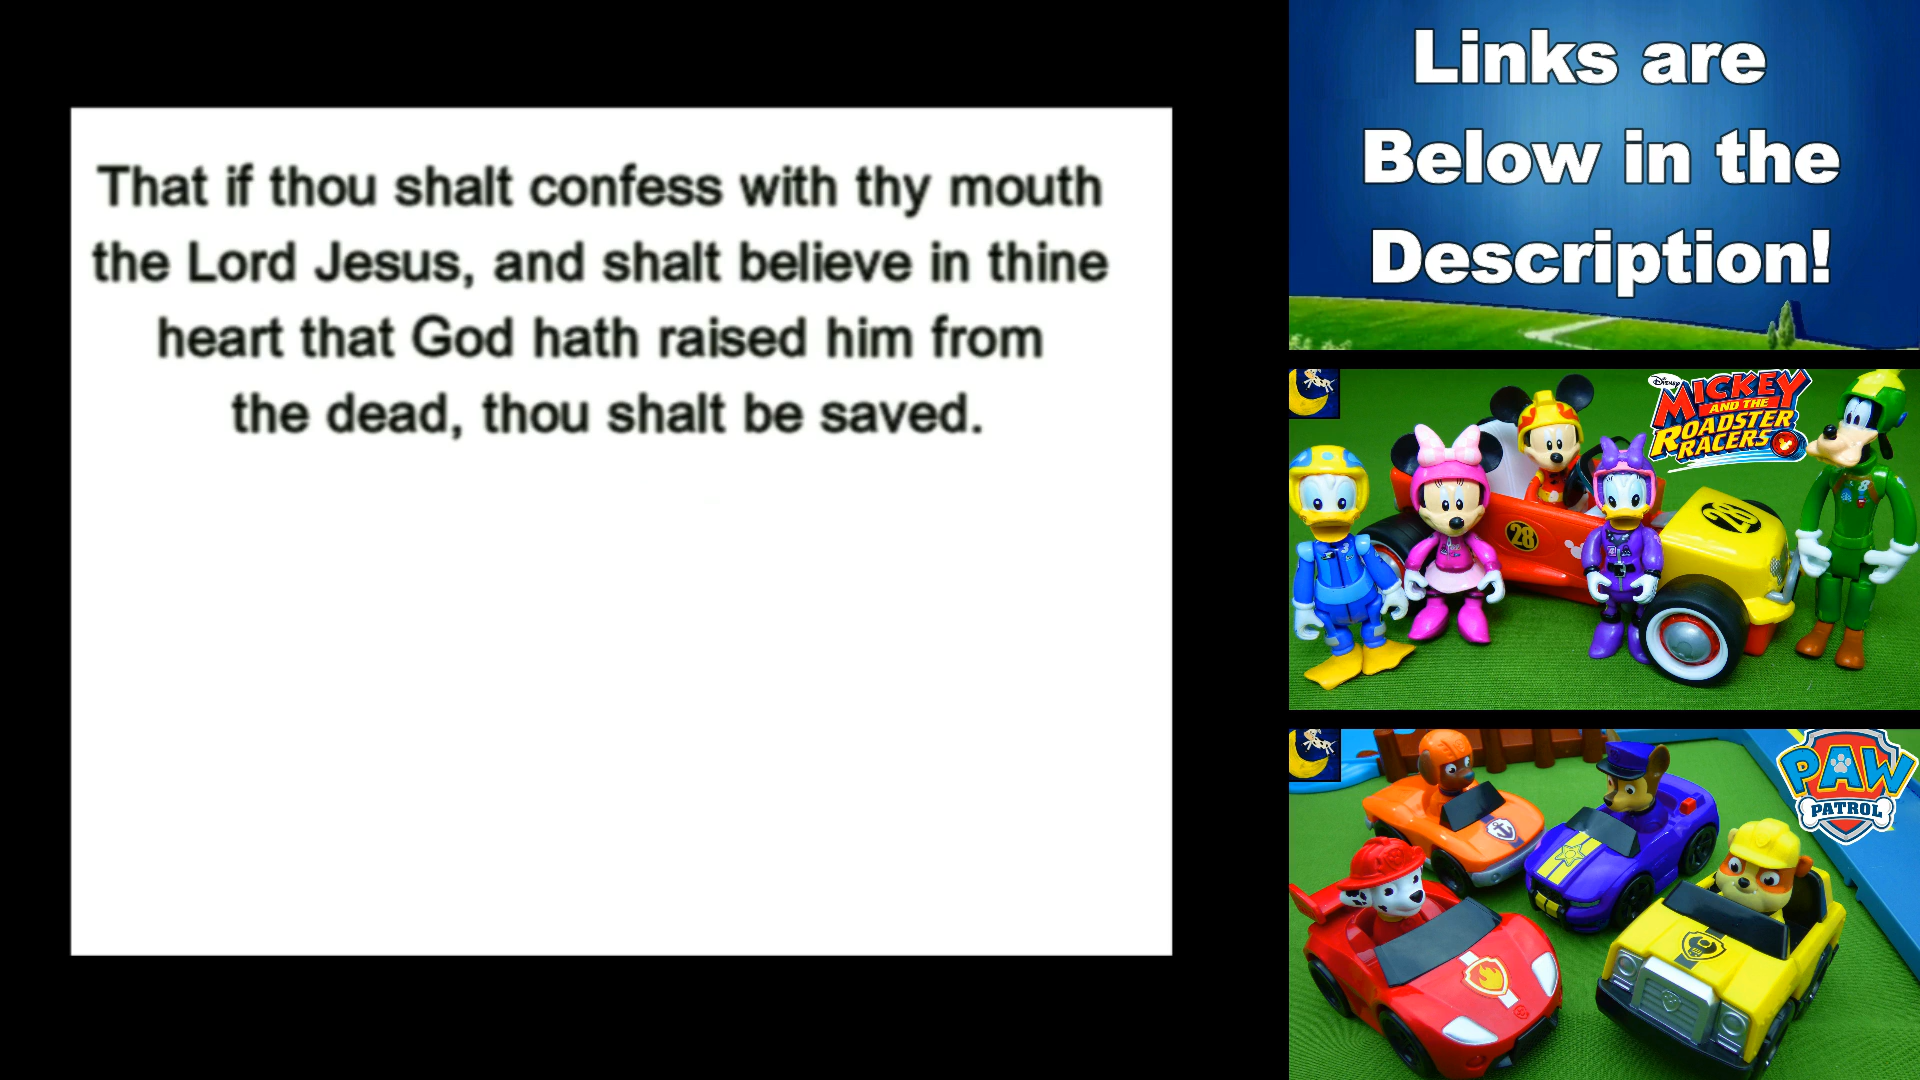 That if thou shalt confess with thy mouth
the Lord Jesus, and shalt believe in thine
heart that God hath raised him from
the dead, thou shalt be saved.
Links are
Below in the
Description!
Disney
MICKEY
AND THE
ROADSTER
RACERS
28
28
PAW
PATROL